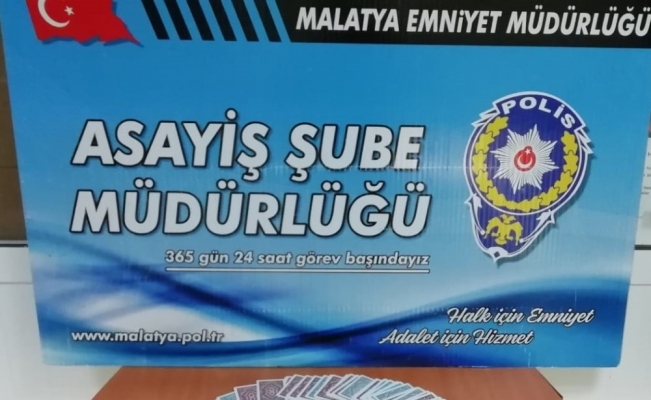 MALATYA EMNİYET MÜDÜRLÜĞÜ
ASAYİŞ ŞUBE
MÜDÜRLÜĞÜ
365 gün 24 saat görev başındayız
POLİS
Halk için Emniyet
Adalet için Hizmet
www.malatya.pol.tr